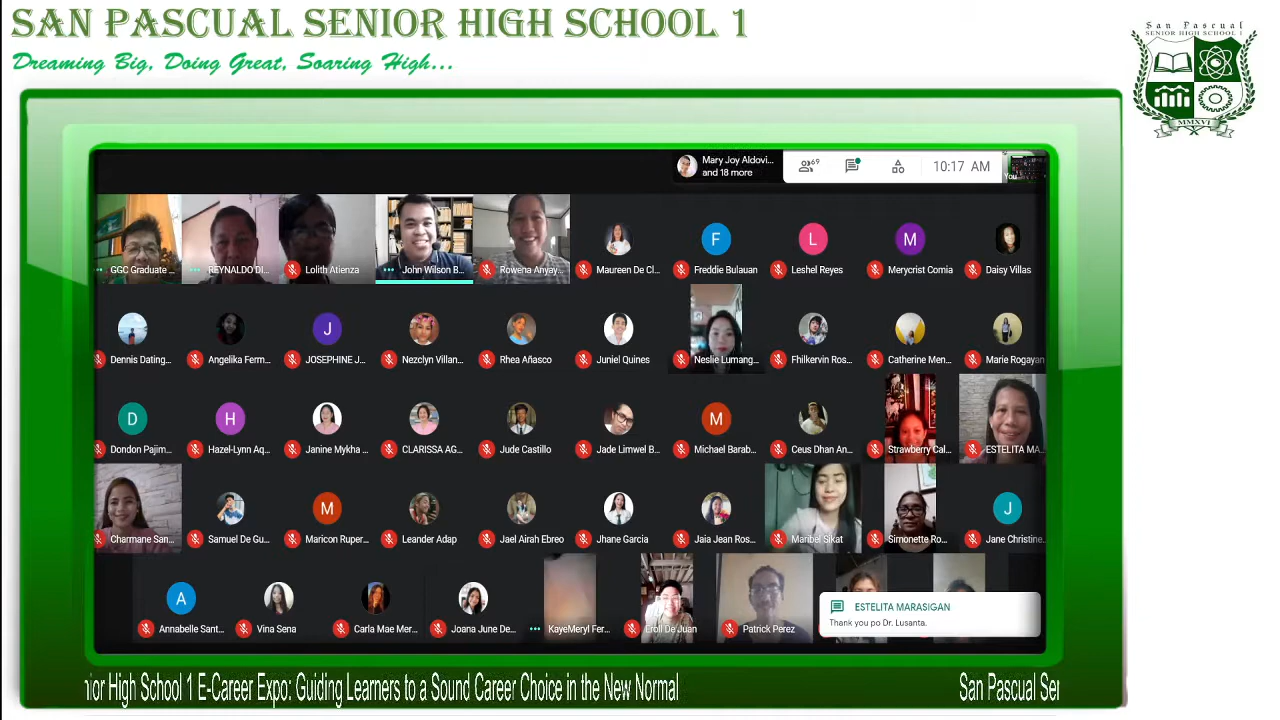 SAN PASCUAL SENIOR HIGH SCHOOL 1
Dreaming Big, Doing Great, Soaring High...
San Pascual
SENIOR HIGH SCHOOL 1
MMXVI
Mary Joy Aldovi...
and 18 more
69
10:17 AM
You
GGC Graduate ...
REYNALDO DI...
Lolith Atienza
John Wilson B...
Rowena Anyay...
Maureen De Cl...
F
Freddie Bulauan
L
Leshel Reyes
M
Merycrist Comia
Daisy Villas
Dennis Dating...
Angelika Ferm...
J
JOSEPHINE J...
Nezclyn Villan...
Rhea Añasco
Juniel Quines
Neslie Lumang...
Fhilkervin Ros...
Catherine Men...
Marie Rogayan
D
Dondon Pajim...
H
Hazel-Lynn Aq...
Janine Mykha ...
CLARISSA AG...
Jude Castillo
Jade Limwel B...
M
Michael Barab...
Ceus Dhan An...
Strawberry Cal...
ESTELITA MA...
Charmane San...
Samuel De Gu...
M
Maricon Ruper...
Leander Adap
Jael Airah Ebreo
Jhane Garcia
Jaia Jean Ros...
Maribel Sikat
Simonette Ro...
J
Jane Christine...
A
Annabelle Sant...
Vina Sena
Carla Mae Mer...
Joana June De...
KayeMeryl Fer...
Eroll De Juan
Patrick Perez
ESTELITA MARASIGAN
Thank you po Dr. Lusanta.
nior High School 1 E-Career Expo: Guiding Learners to a Sound Career Choice in the New Normal
San Pascual Sen